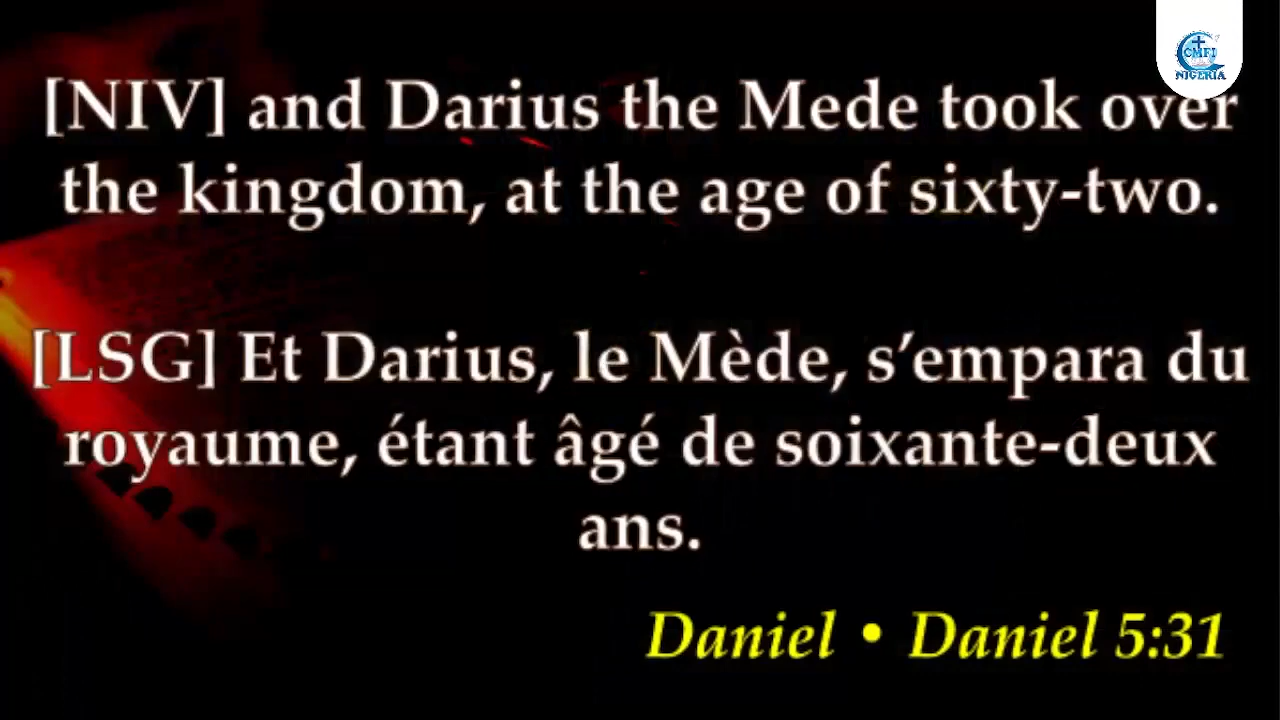 CMFI
NIGERIA
[NIV] and Darius the Mede took over
the kingdom, at the age of sixty-two.
[LSG] Et Darius, le Mède, s’empara du
royaume, étant âgé de soixante-deux
ans.
Daniel • Daniel 5:31